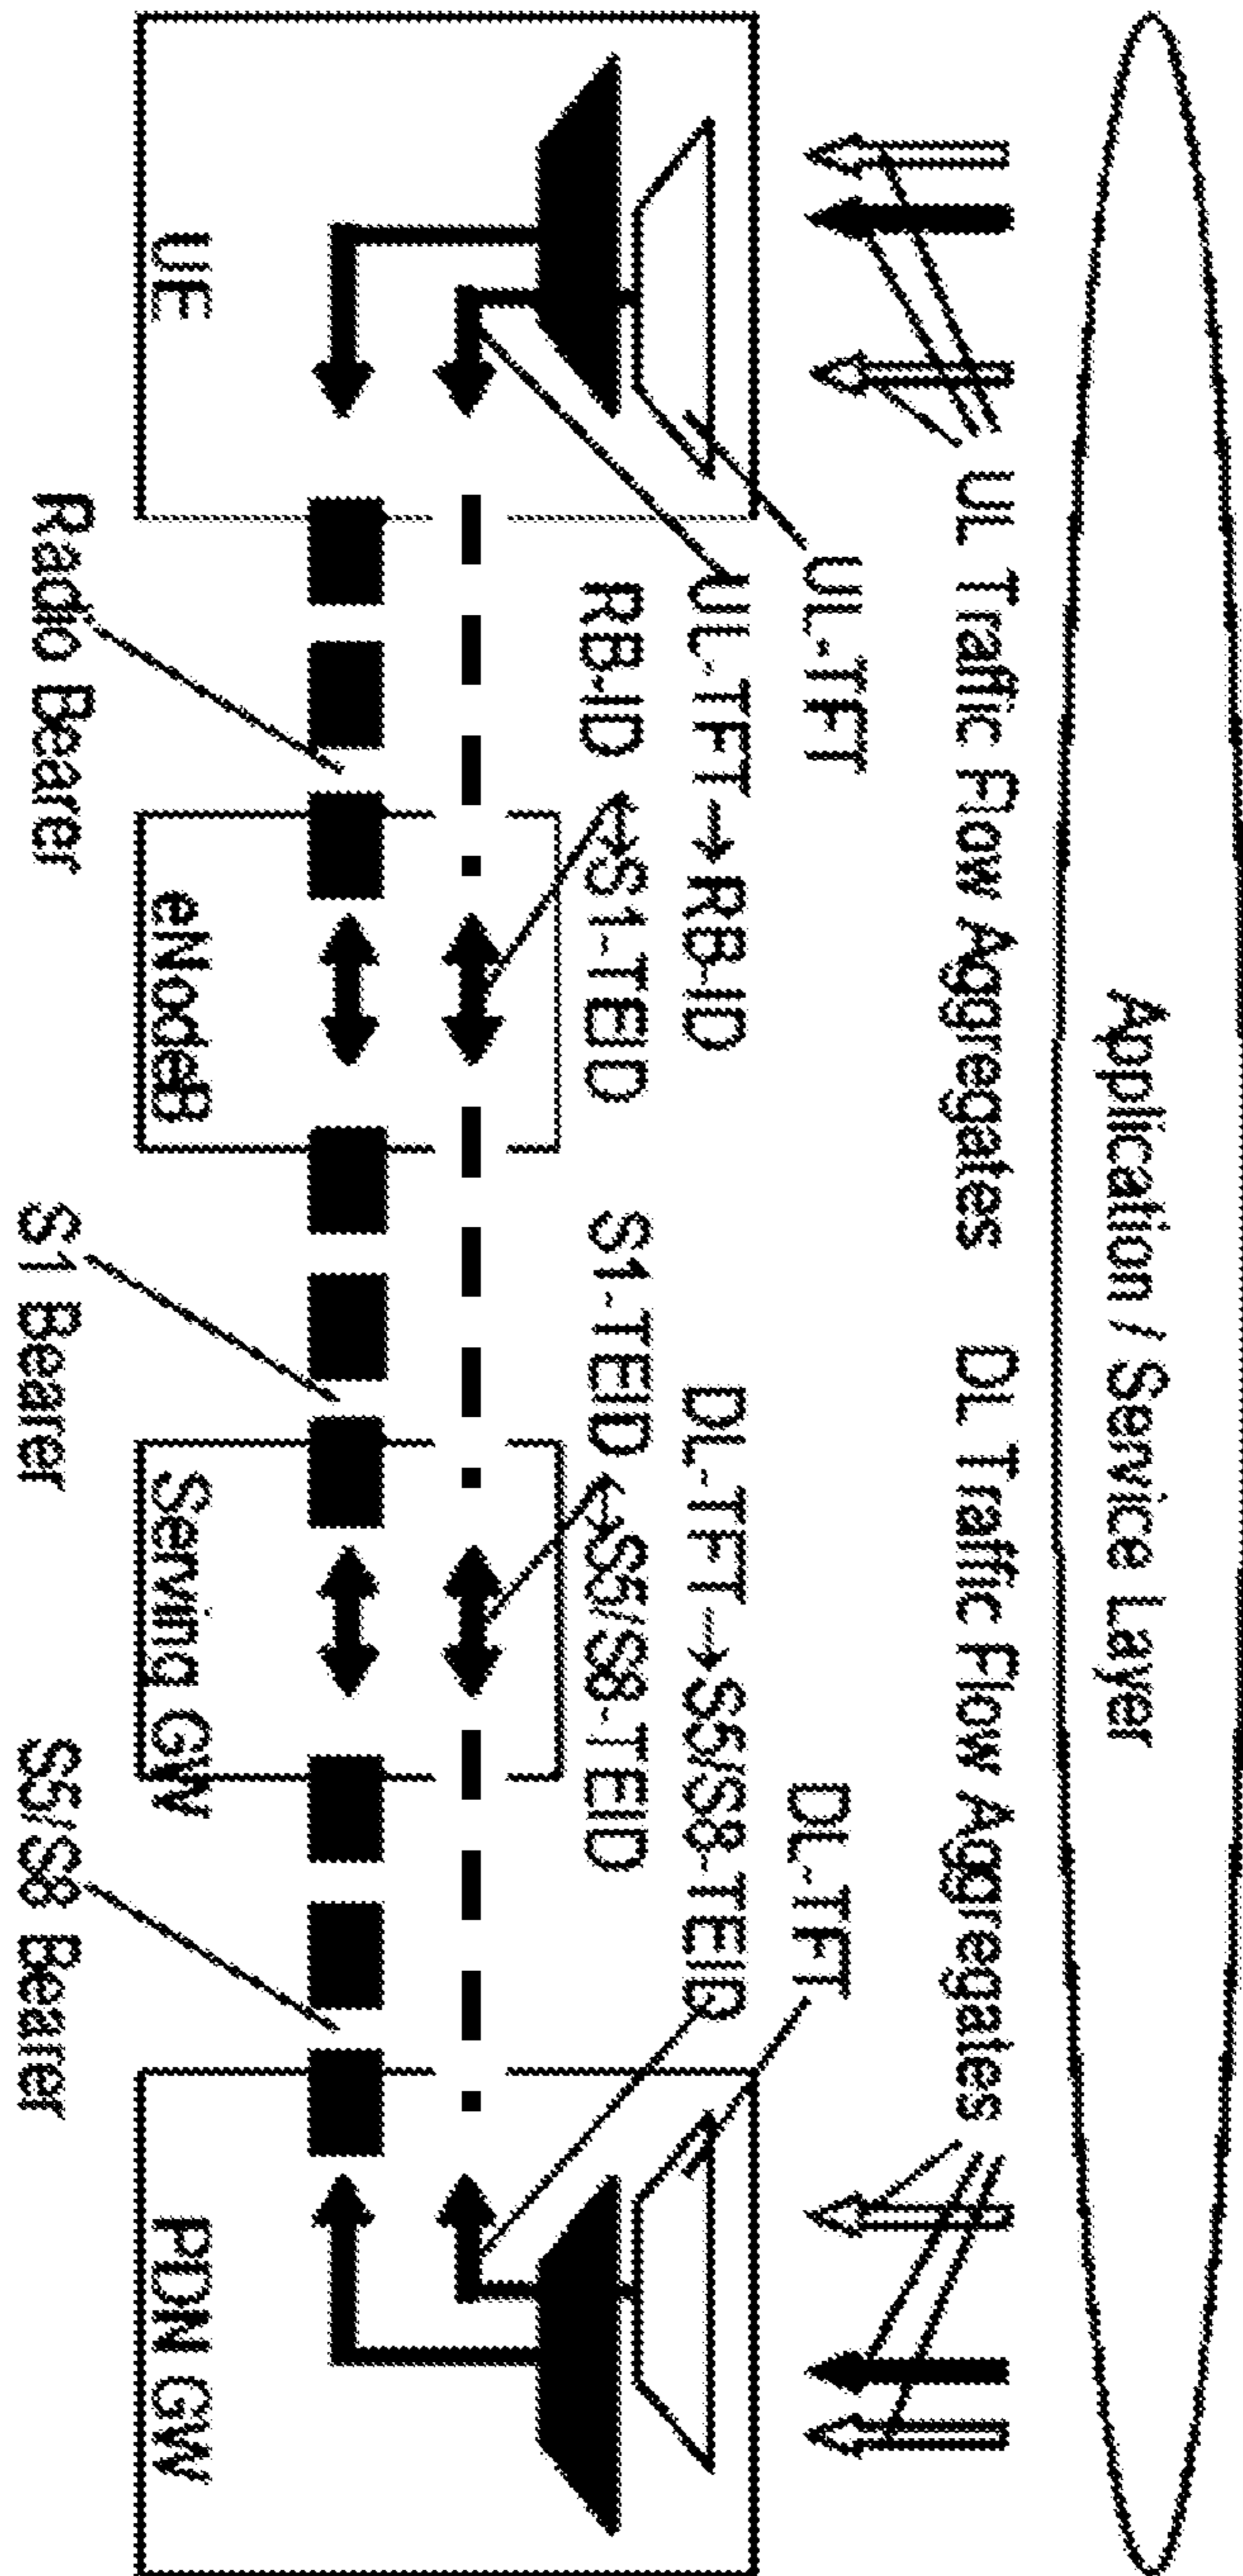 Application / Service Layer
UL Traffic Flow Aggregates
DL Traffic Flow Aggregates
UL-TFT
DL-TFT
UL-TFT→RB-ID
DL-TFT→S5/S8-TEID
RB-ID↔S1-TEID
S1-TEID↔S5/S8-TEID
UE
eNodeB
Serving GW
PDN GW
Radio Bearer
S1 Bearer
S5/S8 Bearer